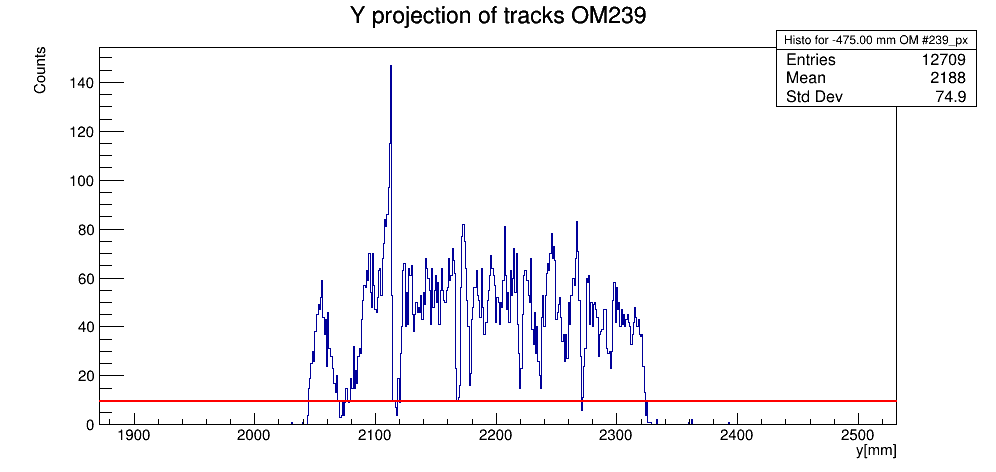 Y projection of tracks OM239
Histo for -475.00 mm OM #239_px
Entries 12709
Mean 2188
Std Dev 74.9
Counts
140
120
100
80
60
40
20
0
1900 2000 2100 2200 2300 2400 2500
y[mm]